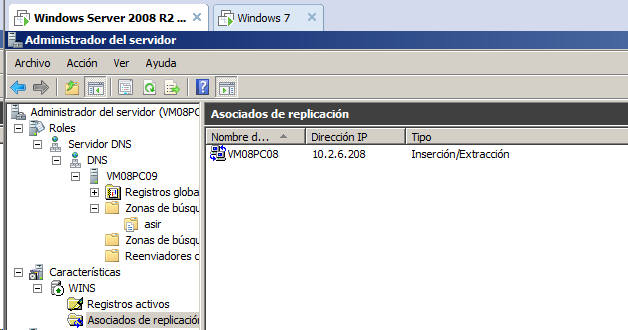 Windows Server 2008 R2 ...
Windows 7
Administrador del servidor
Archivo Acción Ver Ayuda
Administrador del servidor (VM08PC
Roles
Servidor DNS
DNS
VM08PC09
Registros globa
Zonas de búsqu
asir
Zonas de búsqu
Reenviadores c
Características
WINS
Registros activos
Asociados de replicación
Asociados de replicación
Nombre d... Dirección IP Tipo
VM08PC08 10.2.6.208 Inserción/Extracción